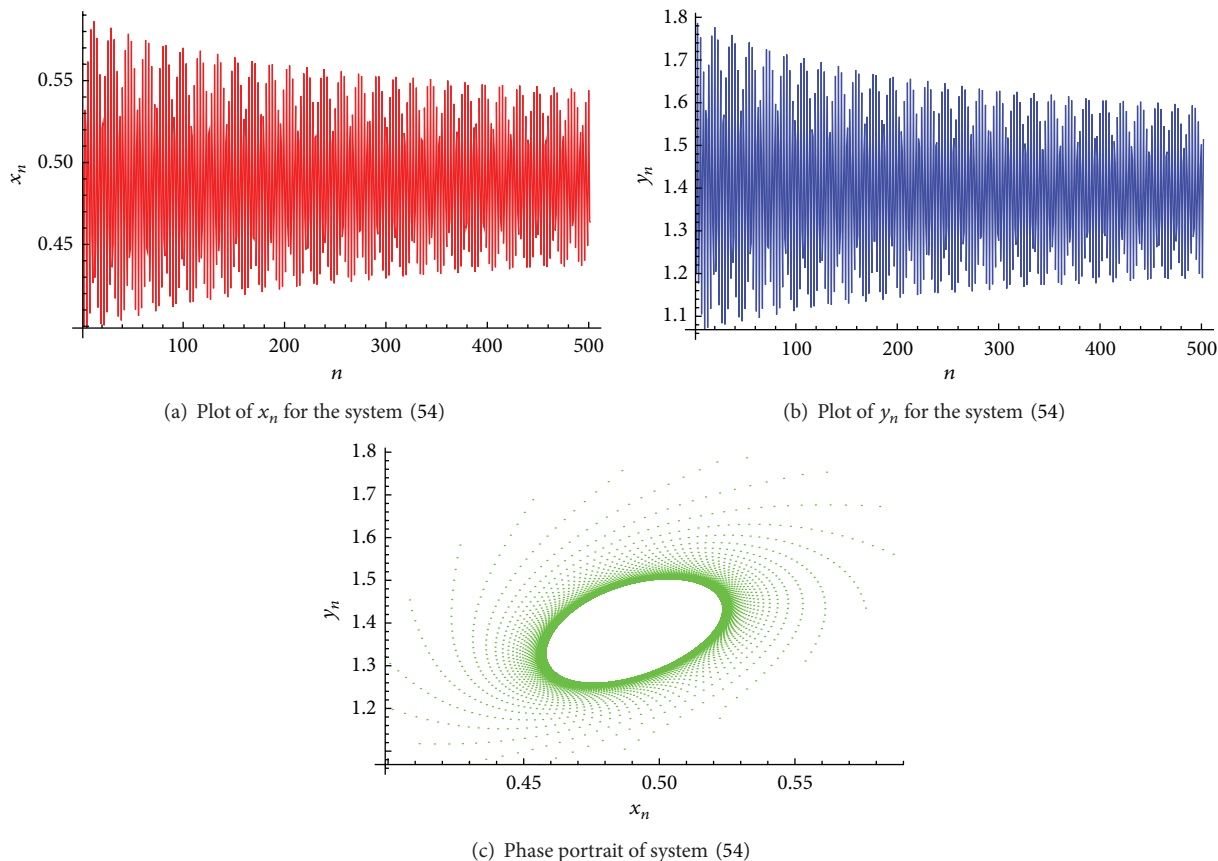 0.55
0.50
0.45
x_n
100 200 300 400 500
n
(a) Plot of x_n for the system (54)
1.8
1.7
1.6
1.5
1.4
1.3
1.2
1.1
y_n
100 200 300 400 500
n
(b) Plot of y_n for the system (54)
1.8
1.7
1.6
1.5
1.4
1.3
1.2
y_n
0.45 0.50 0.55
x_n
(c) Phase portrait of system (54)